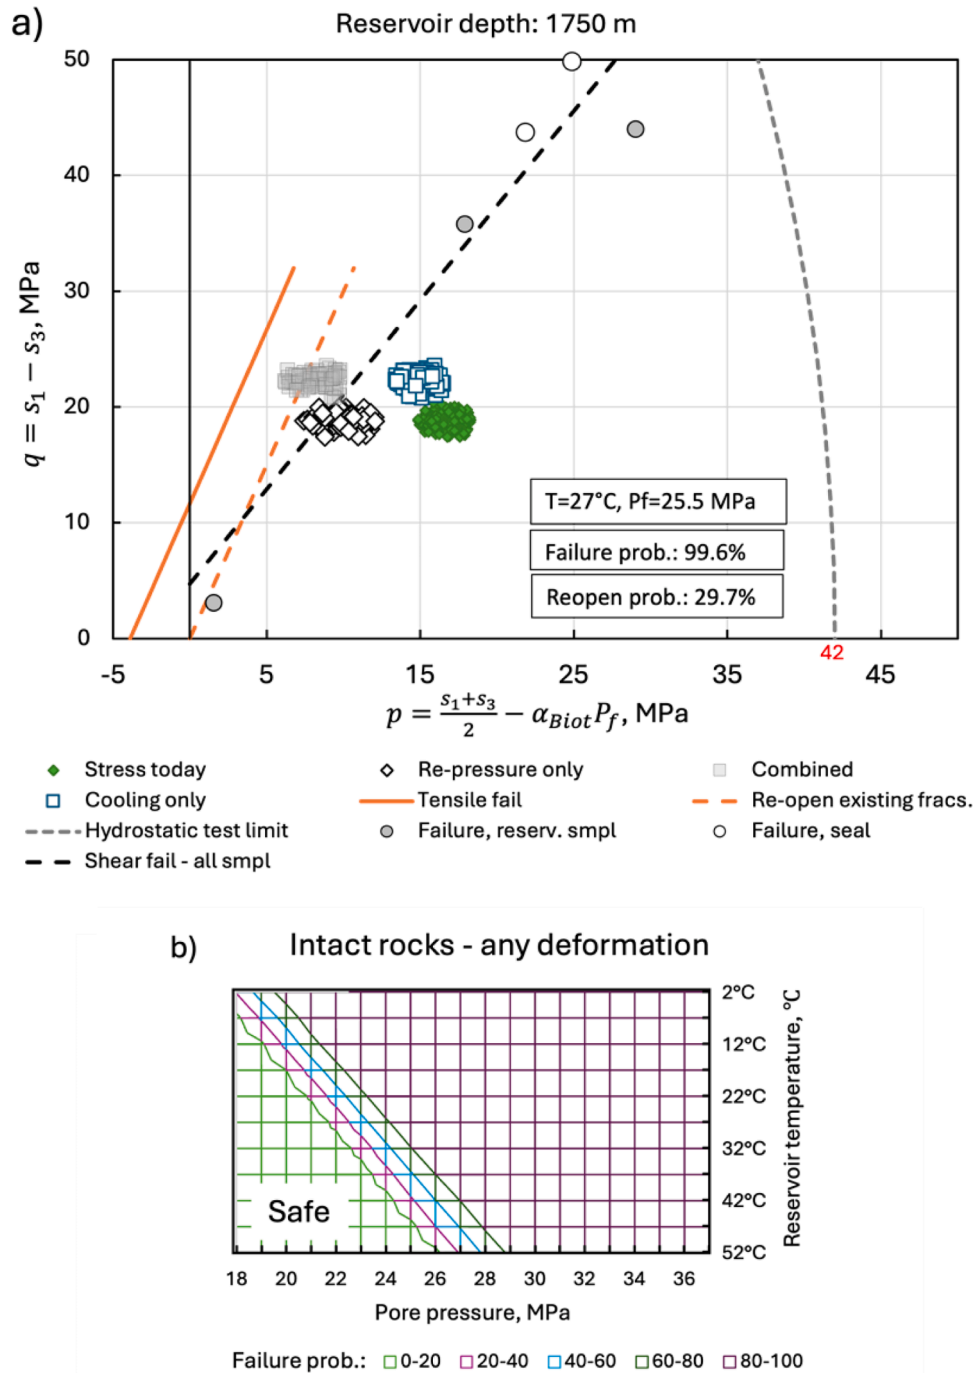 a)
Reservoir depth: 1750 m
50
40
30
20
10
0
q = s₁ − s₃, MPa
T=27°C, Pf=25.5 MPa
Failure prob.: 99.6%
Reopen prob.: 29.7%
42
-5 5 15 25 35 45
p = (s₁+s₃)/2 − α_Biot P_f, MPa
Stress today Re-pressure only Combined
Cooling only Tensile fail Re-open existing fracs.
Hydrostatic test limit Failure, reserv. smpl Failure, seal
Shear fail - all smpl
b) Intact rocks - any deformation
2°C
12°C
22°C
32°C
42°C
52°C
Reservoir temperature, °C
Safe
18 20 22 24 26 28 30 32 34 36
Pore pressure, MPa
Failure prob.: 0-20 20-40 40-60 60-80 80-100